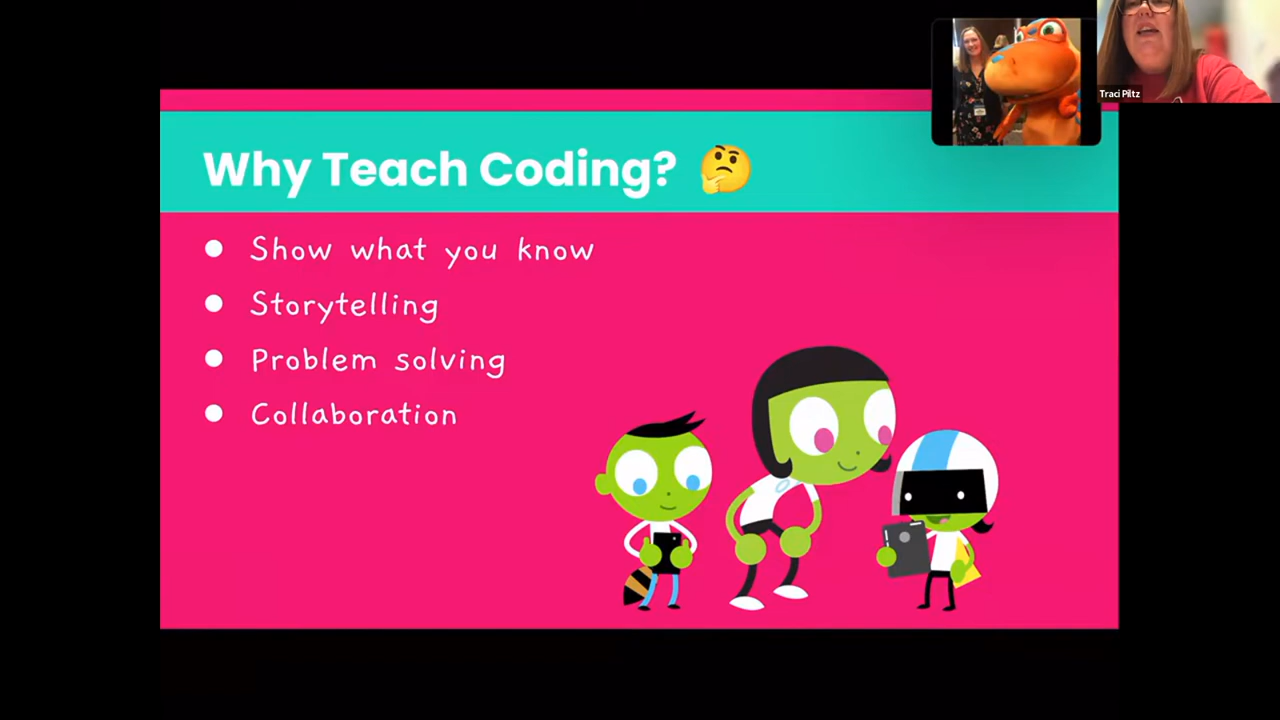 Traci Piltz
Why Teach Coding? 🤔
Show what you know
Storytelling
Problem solving
Collaboration